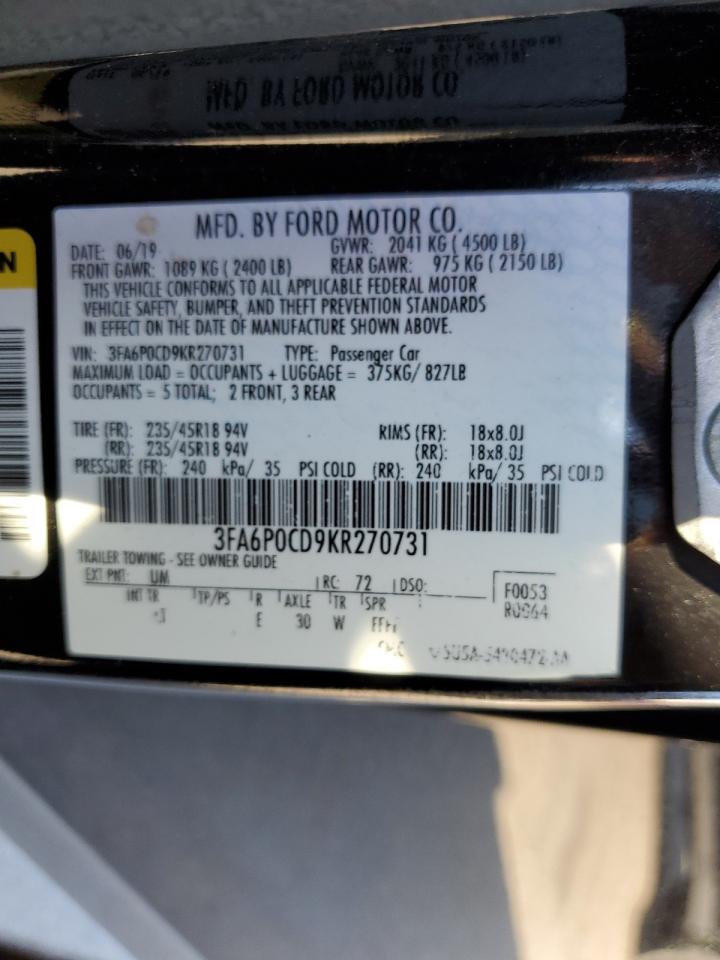 MFD. BY FORD MOTOR CO
MFD. BY FORD MOTOR CO.
DATE: 06/19 GVWR: 2041 KG ( 4500 LB)
FRONT GAWR: 1089 KG ( 2400 LB) REAR GAWR: 975 KG ( 2150 LB)
THIS VEHICLE CONFORMS TO ALL APPLICABLE FEDERAL MOTOR
VEHICLE SAFETY, BUMPER, AND THEFT PREVENTION STANDARDS
IN EFFECT ON THE DATE OF MANUFACTURE SHOWN ABOVE.
VIN: 3FA6P0CD9KR270731 TYPE: Passenger Car
MAXIMUM LOAD = OCCUPANTS + LUGGAGE = 375KG/ 827LB
OCCUPANTS = 5 TOTAL; 2 FRONT, 3 REAR
TIRE (FR): 235/45R18 94V RIMS (FR): 18x8.0J
(RR): 235/45R18 94V (RR): 18x8.0J
PRESSURE (FR): 240 kPa/ 35 PSI COLD (RR): 240 kPa/ 35 PSI COLD
3FA6P0CD9KR270731
TRAILER TOWING - SEE OWNER GUIDE
EXT PNT: UM RC: 72 DSO: F0053
INT TR TP/PS R AXLE TR SPR R0064
E 30 W
N